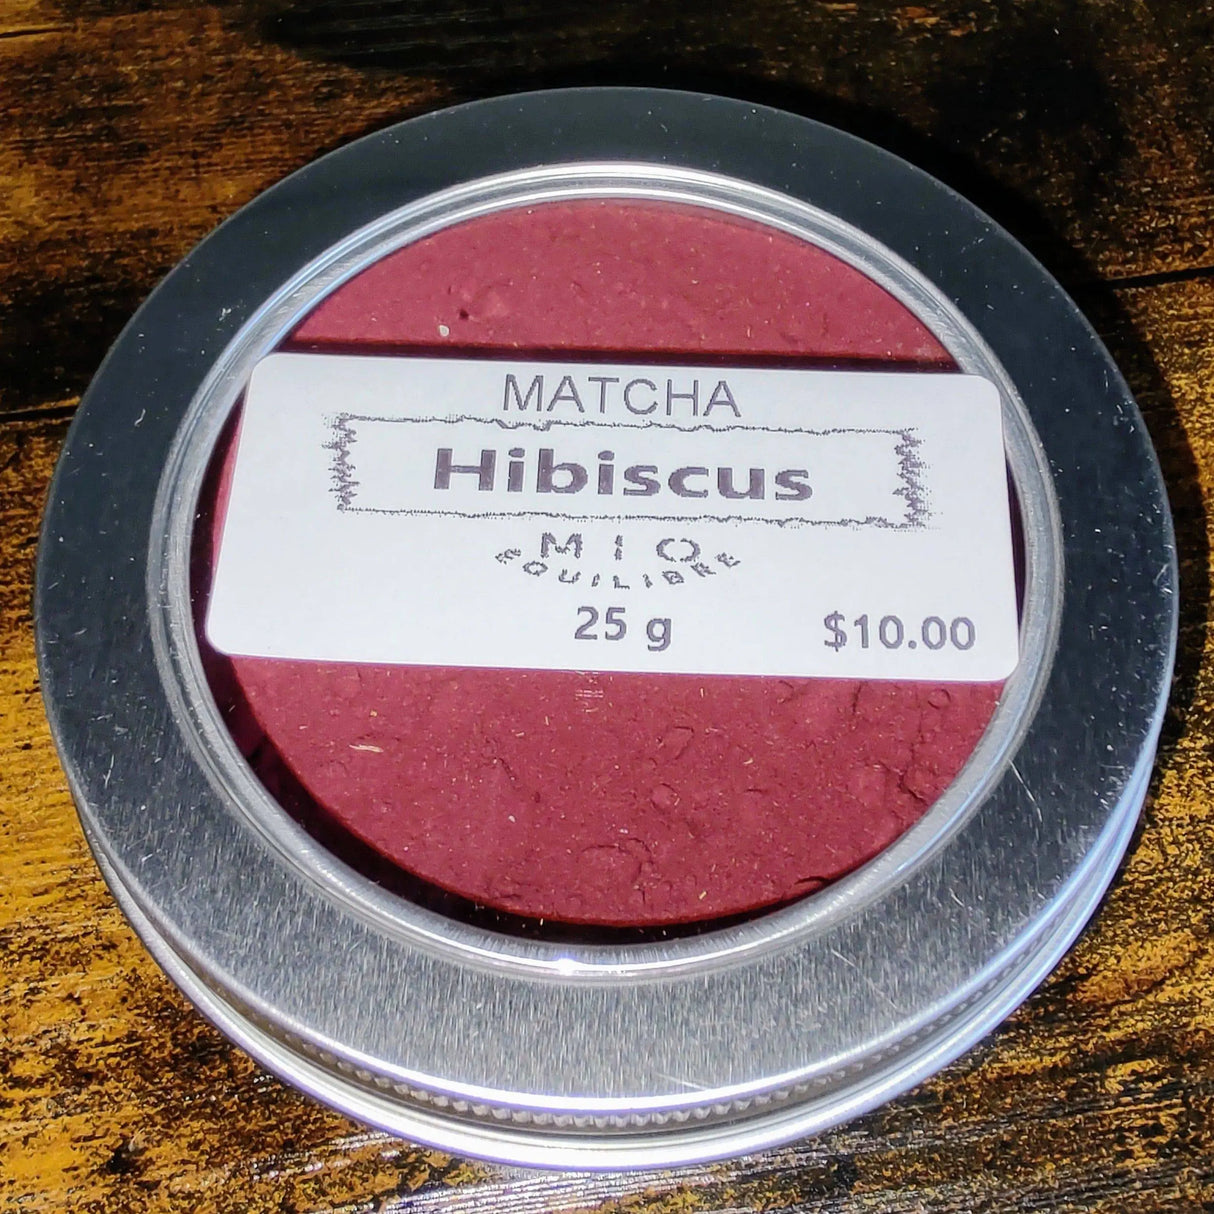 MATCHA
Hibiscus
MIO
EQUILIBRE
25 g $10.00